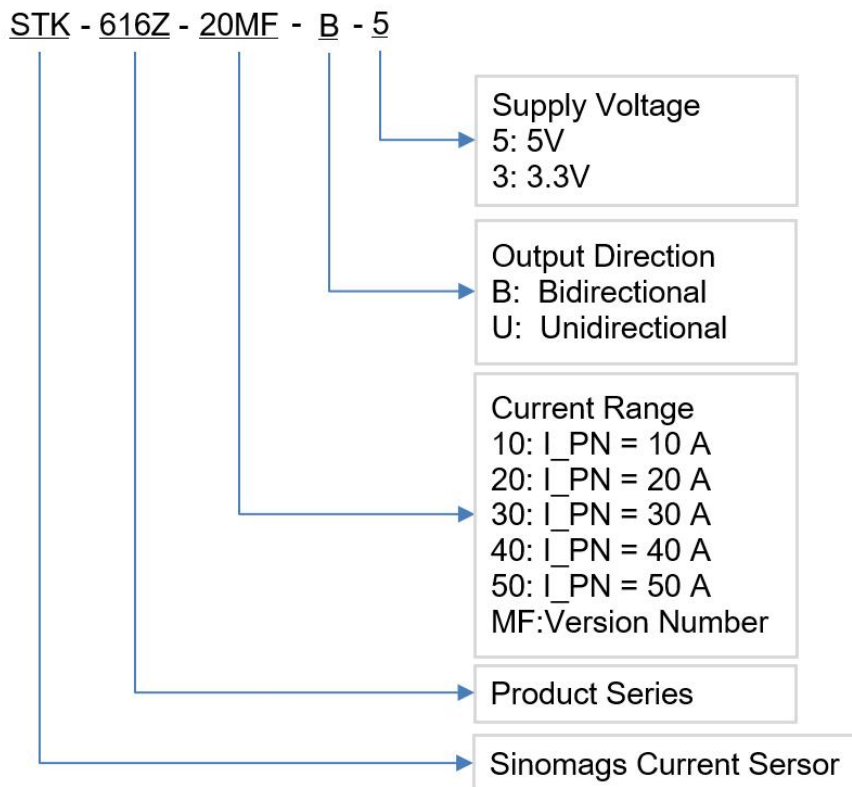 STK - 616Z - 20MF - B - 5
Supply Voltage
5: 5V
3: 3.3V
Output Direction
B: Bidirectional
U: Unidirectional
Current Range
10: I_PN = 10 A
20: I_PN = 20 A
30: I_PN = 30 A
40: I_PN = 40 A
50: I_PN = 50 A
MF:Version Number
Product Series
Sinomags Current Sersor